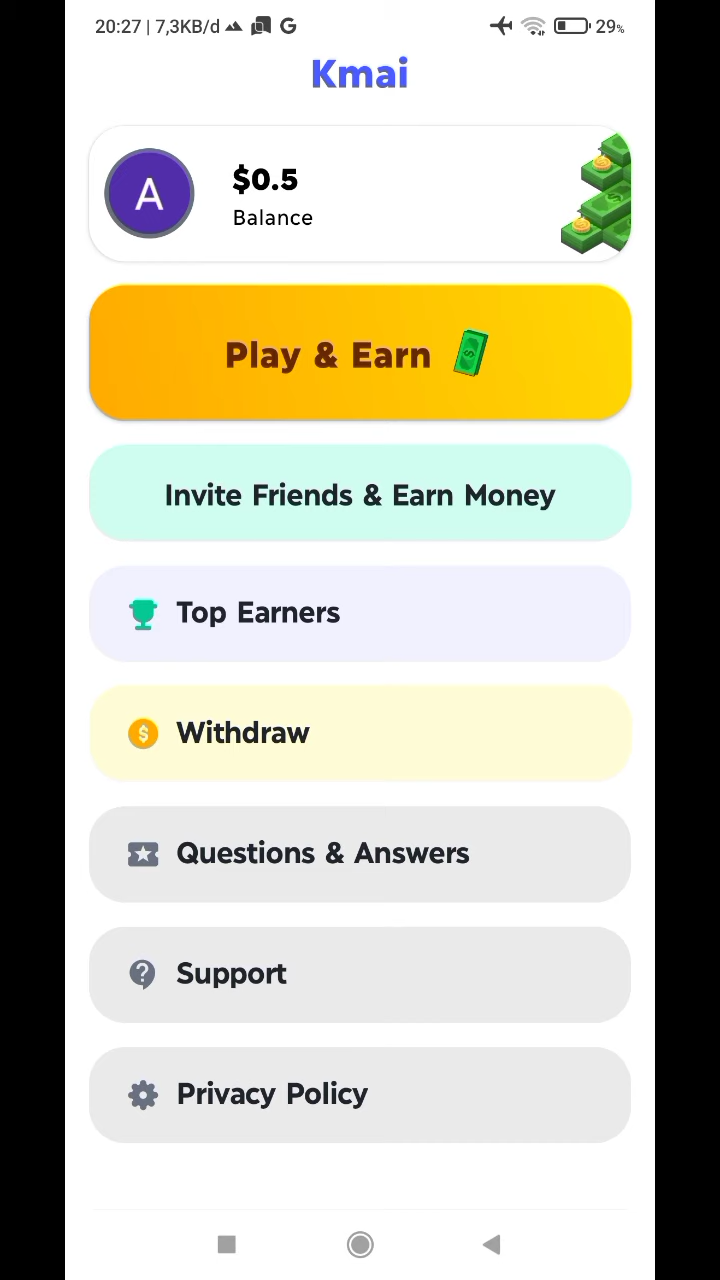 20:27 | 7,3KB/d G 29%
Kmai
A
$0.5
Balance
Play & Earn
Invite Friends & Earn Money
Top Earners
Withdraw
Questions & Answers
Support
Privacy Policy